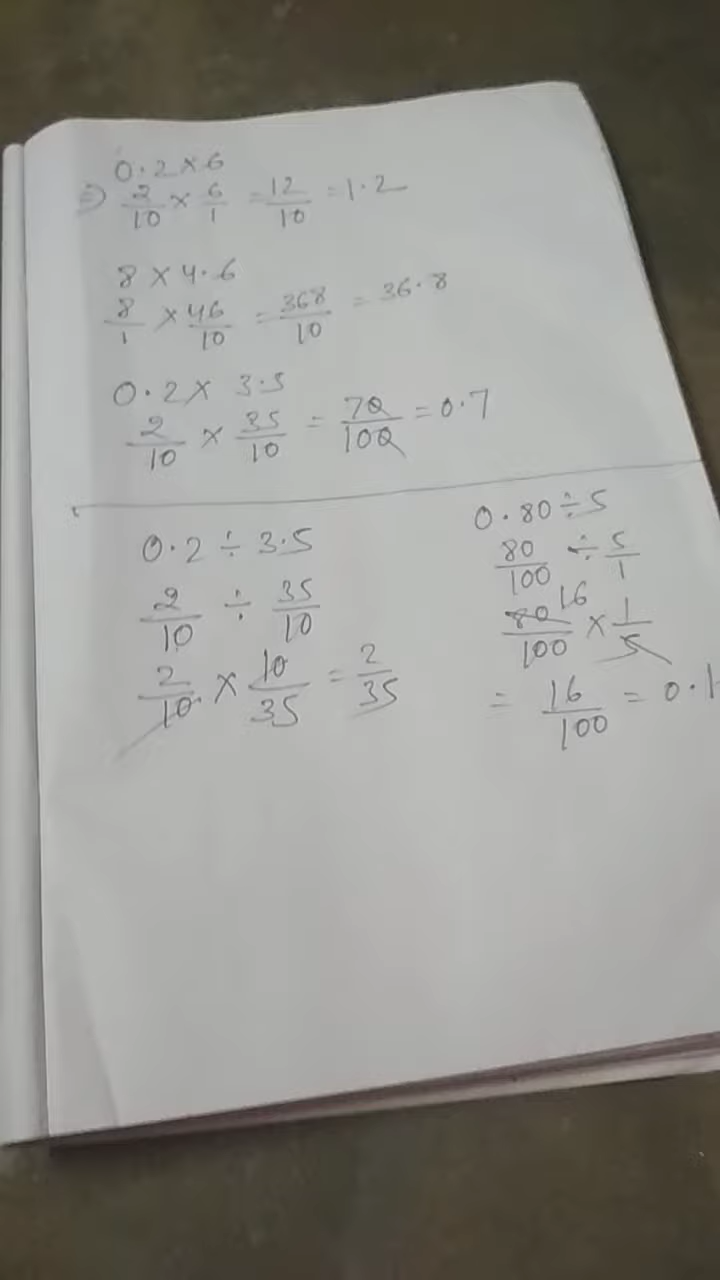 0.2 × 6
⇒ 2/10 × 6/1 = 12/10 = 1.2
8 × 4.6
8/1 × 46/10 = 368/10 = 36.8
0.2 × 3.5
2/10 × 35/10 = 70/100 = 0.7
0.2 ÷ 3.5
2/10 ÷ 35/10
2/10 × 10/35 = 2/35
0.80 ÷ 5
80/100 ÷ 5/1
80/100 16 × 1/5
= 16/100 = 0.1